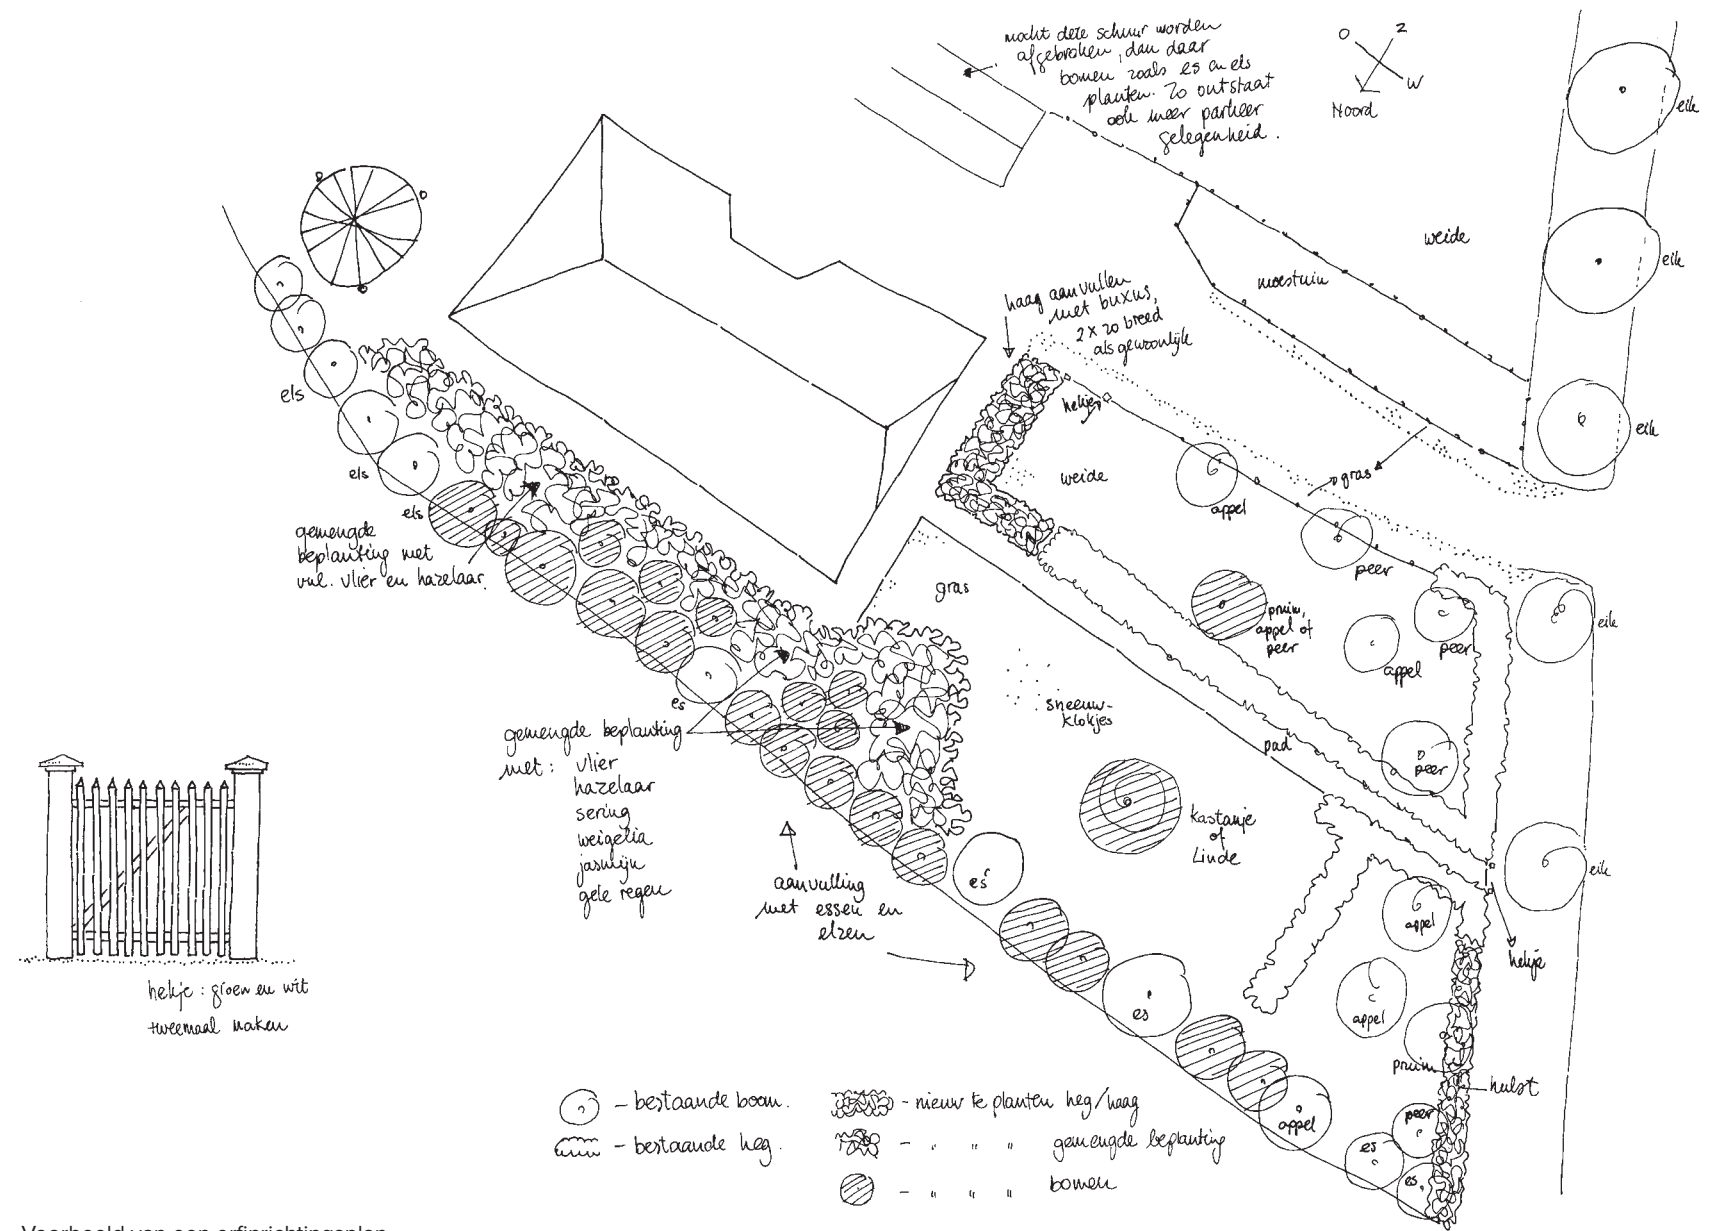 mocht deze schuur worden
afgebroken, dan daar
bomen zoals es en els
planten. Zo ontstaat
ook meer parkeer
gelegenheid.
O
Z
W
Noord
eik
weide
eik
moestuin
haag aanvullen
met buxus,
2 x zo breed
als gewoonlijk
eik
hekje
weide
gras
appel
peer
els
els
els
gemengde
beplanting met
vnl. vlier en hazelaar.
gras
pruim,
appel of
peer
peer
appel
eik
es
sneeuw-
klokjes
pad
peer
gemengde beplanting
met: vlier
hazelaar
sering
weigelia
jasmijn
gele regen
kastanje
of
Linde
eik
es
aanvulling
met essen en
elzen
appel
hekje
hekje: groen en wit
tweemaal maken
es
appel
pruim
hulst
appel
peer
es
es
- bestaande boom.
- bestaande heg.
- nieuw te planten heg/haag
- " " " gemengde beplanting
- " " " bomen
Voorbeeld van een erfinrichtingsplan